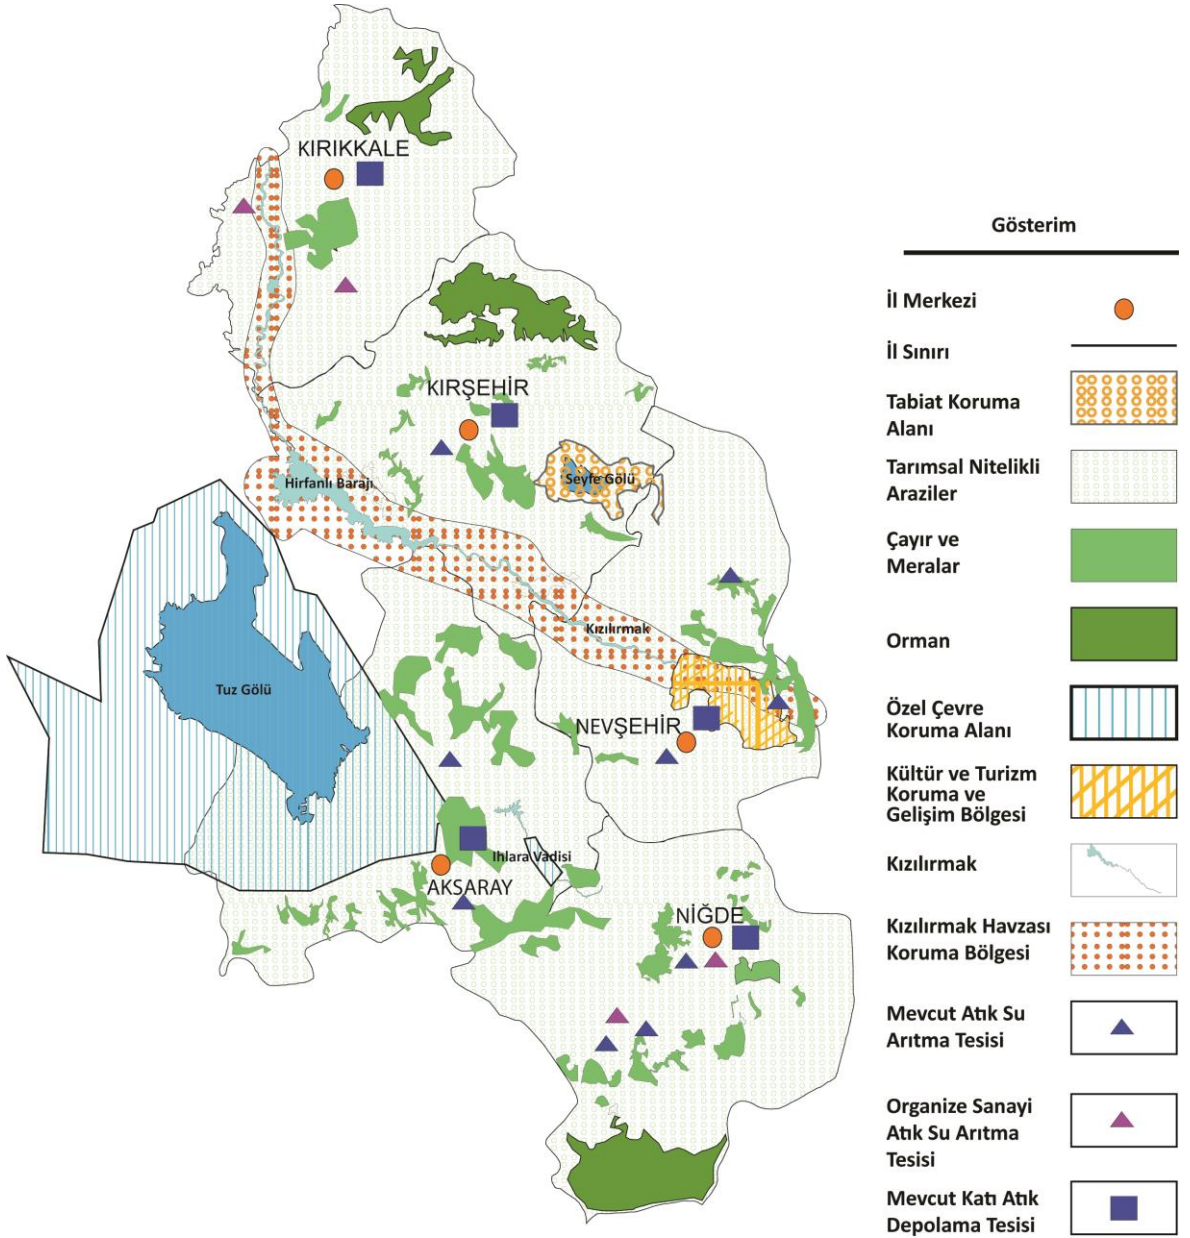 KIRIKKALE
KIRŞEHİR
Hirfanlı Barajı
Seyfe Gölü
Kızılırmak
Tuz Gölü
NEVŞEHİR
Ihlara Vadisi
AKSARAY
NİĞDE
Gösterim
İl Merkezi
İl Sınırı
Tabiat Koruma
Alanı
Tarımsal Nitelikli
Araziler
Çayır ve
Meralar
Orman
Özel Çevre
Koruma Alanı
Kültür ve Turizm
Koruma ve
Gelişim Bölgesi
Kızılırmak
Kızılırmak Havzası
Koruma Bölgesi
Mevcut Atık Su
Arıtma Tesisi
Organize Sanayi
Atık Su Arıtma
Tesisi
Mevcut Katı Atık
Depolama Tesisi